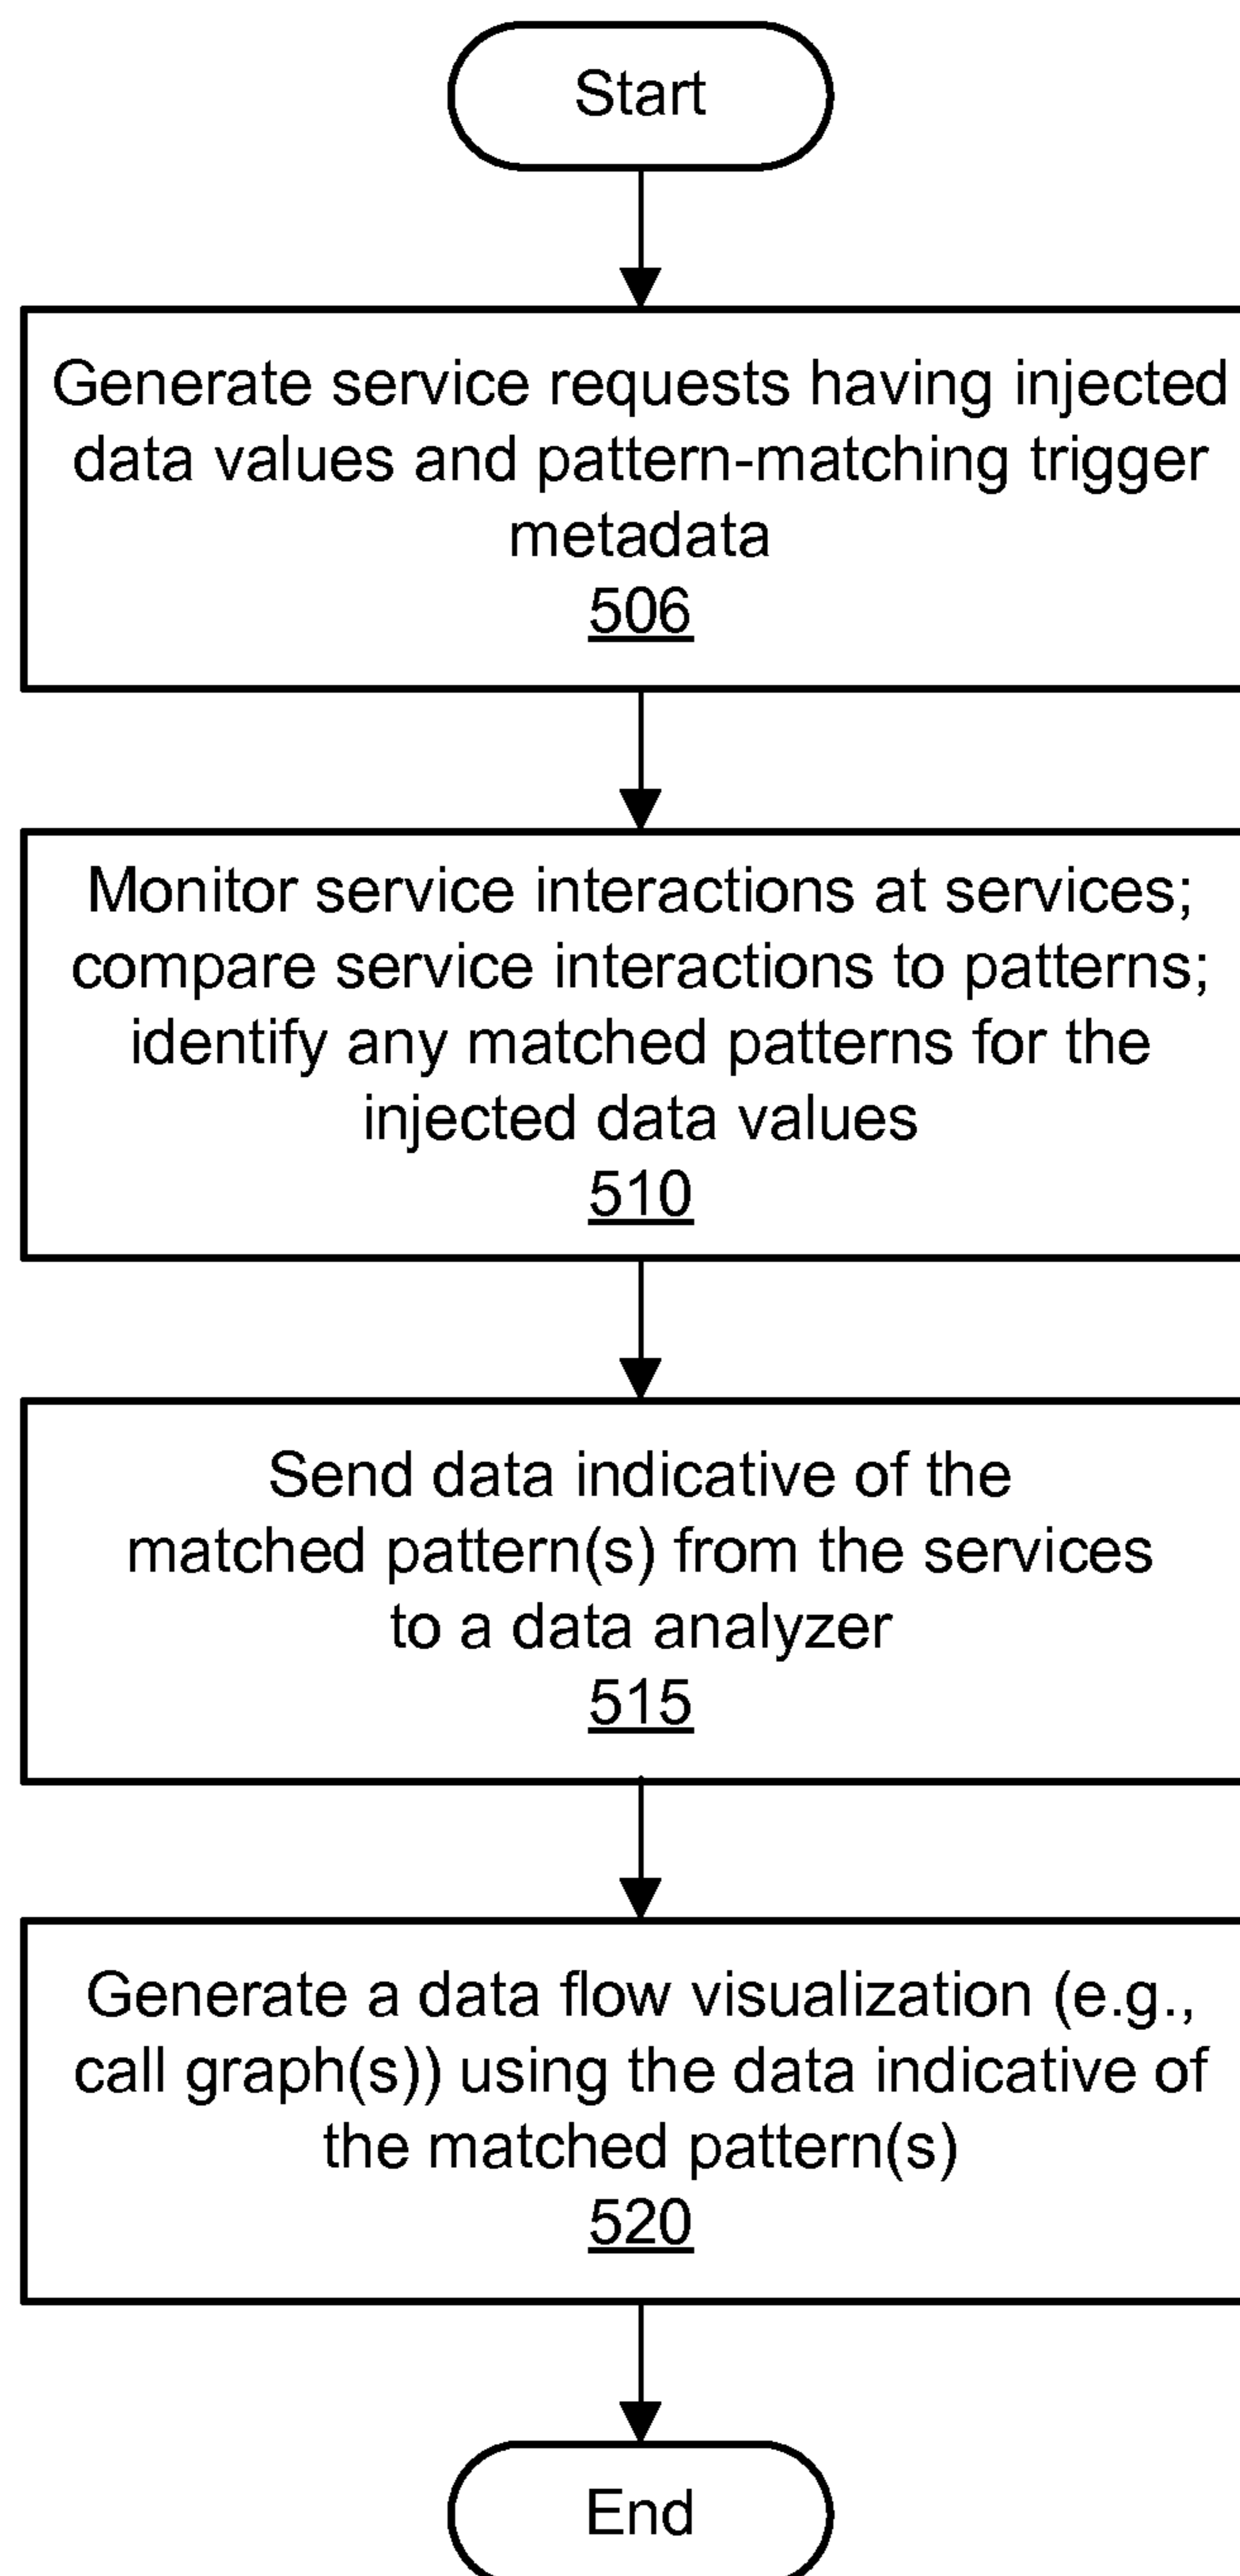 Start
Generate service requests having injected
data values and pattern-matching trigger
metadata
506
Monitor service interactions at services;
compare service interactions to patterns;
identify any matched patterns for the
injected data values
510
Send data indicative of the
matched pattern(s) from the services
to a data analyzer
515
Generate a data flow visualization (e.g.,
call graph(s)) using the data indicative of
the matched pattern(s)
520
End